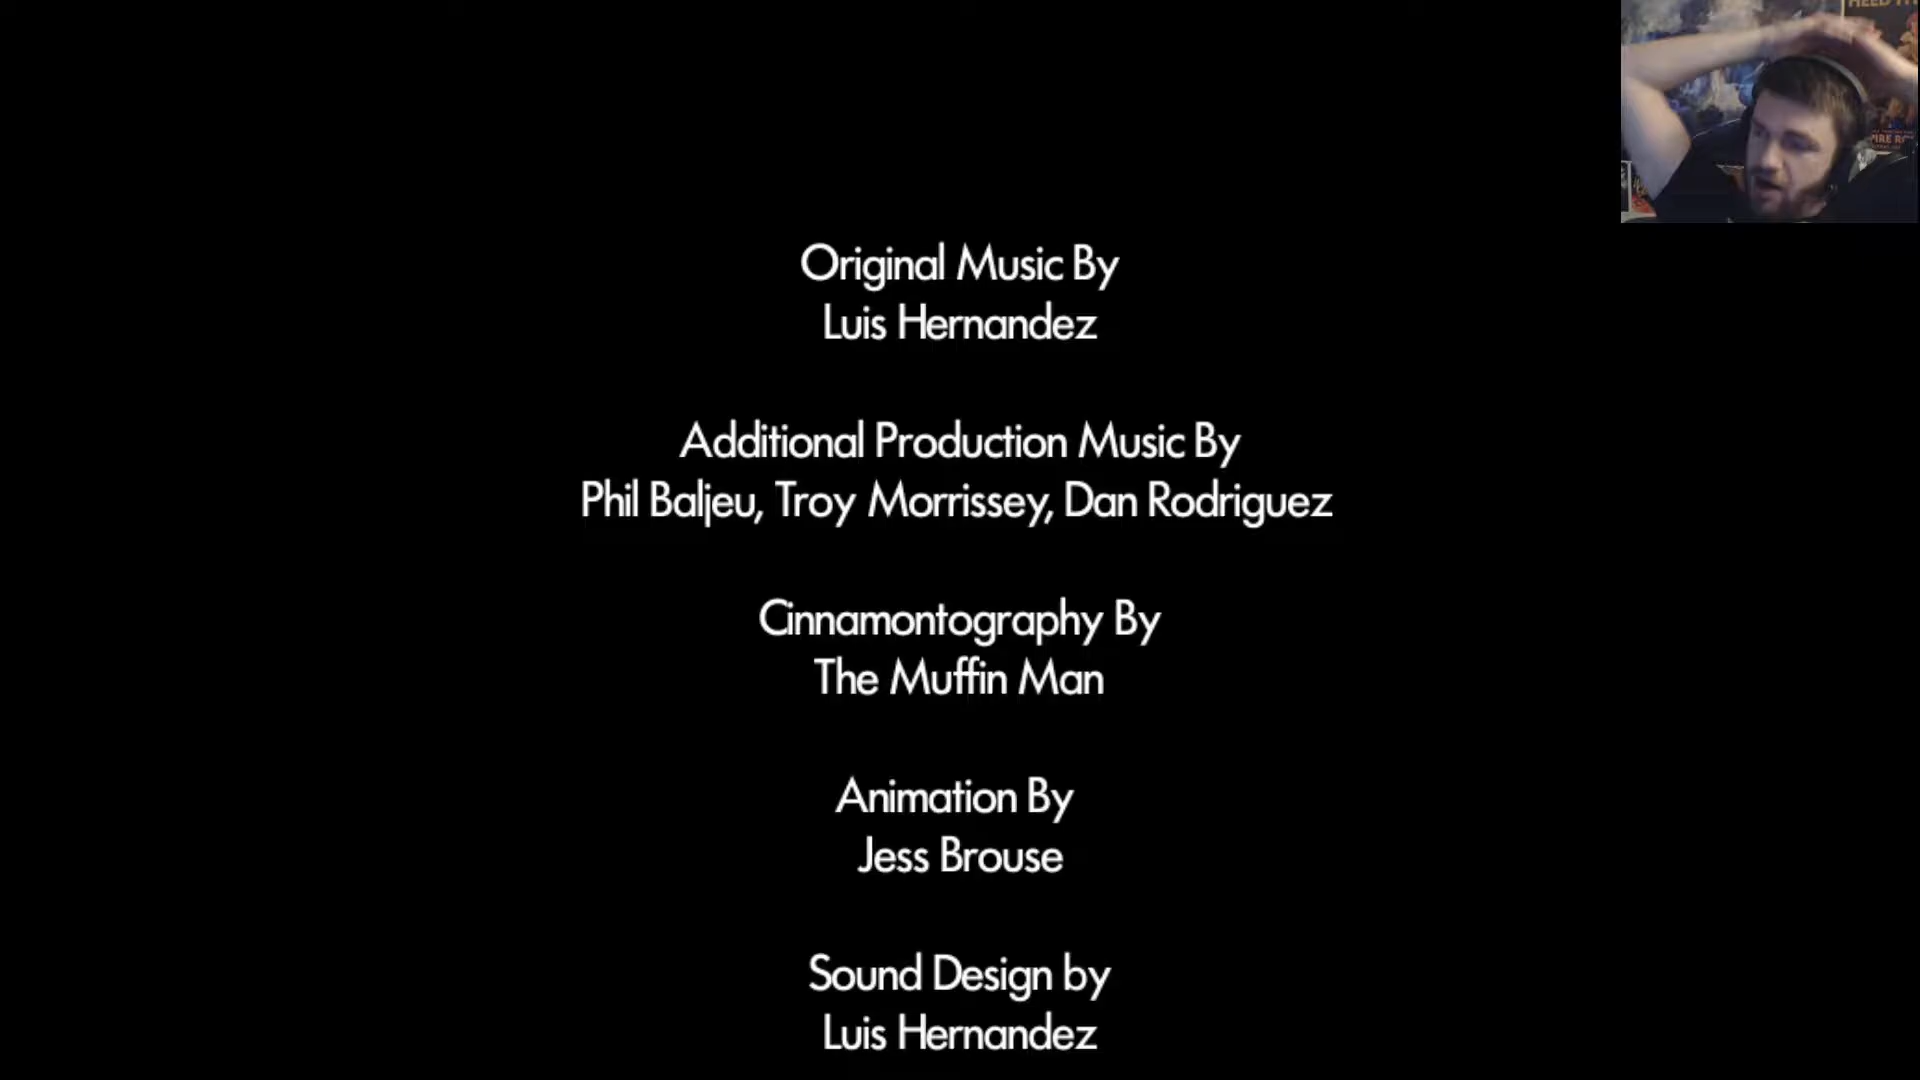 Original Music By
Luis Hernandez
Additional Production Music By
Phil Baljeu, Troy Morrissey, Dan Rodriguez
Cinnamontography By
The Muffin Man
Animation By
Jess Brouse
Sound Design by
Luis Hernandez